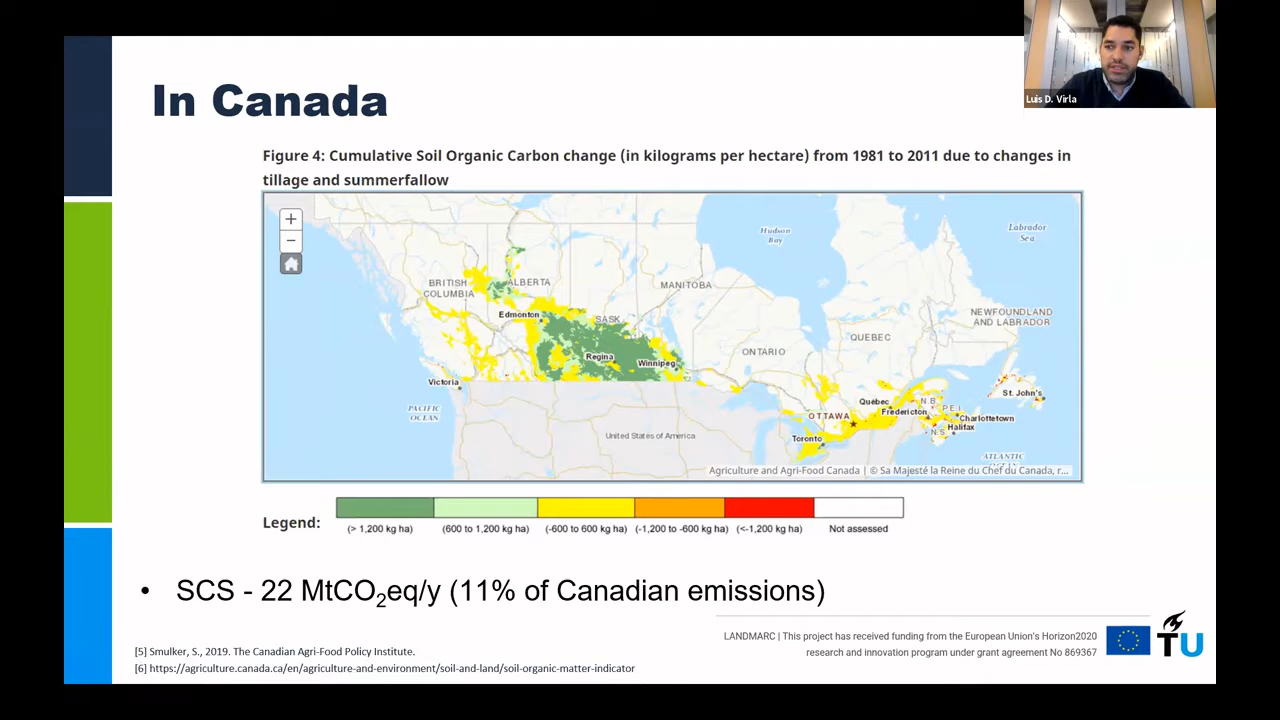 Luis D. Virla
In Canada
Figure 4: Cumulative Soil Organic Carbon change (in kilograms per hectare) from 1981 to 2011 due to changes in
tillage and summerfallow
+
−
Hudson
Bay
Labrador
Sea
BRITISH
COLUMBIA
ALBERTA
MANITOBA
Edmonton
SASK
NEWFOUNDLAND
AND LABRADOR
QUEBEC
ONTARIO
Regina
Winnipeg
Victoria
St. John's
Québec
N.B.
P.E.I.
PACIFIC
OCEAN
OTTAWA
Fredericton
Charlottetown
N.S.
Halifax
United States of America
Toronto
ATLANTIC
Agriculture and Agri-Food Canada | © Sa Majesté la Reine du Chef du Canada, r...
Legend:
(> 1,200 kg ha)
(600 to 1,200 kg ha)
(-600 to 600 kg ha)
(-1,200 to -600 kg ha)
(<-1,200 kg ha)
Not assessed
• SCS - 22 MtCO₂eq/y (11% of Canadian emissions)
LANDMARC | This project has received funding from the European Union's Horizon2020
research and innovation program under grant agreement No 869367
TU
[5] Smulker, S., 2019. The Canadian Agri-Food Policy Institute.
[6] https://agriculture.canada.ca/en/agriculture-and-environment/soil-and-land/soil-organic-matter-indicator